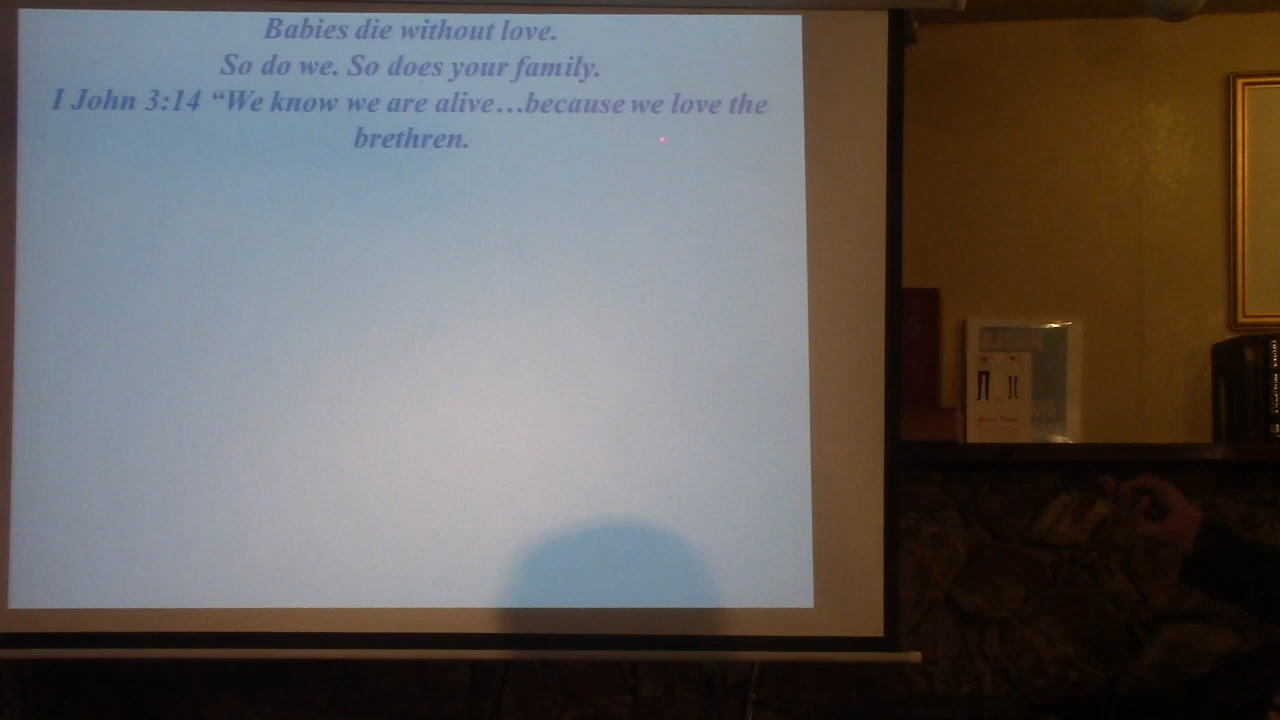 Babies die without love.
So do we. So does your family.
I John 3:14 “We know we are alive…because we love the
brethren.